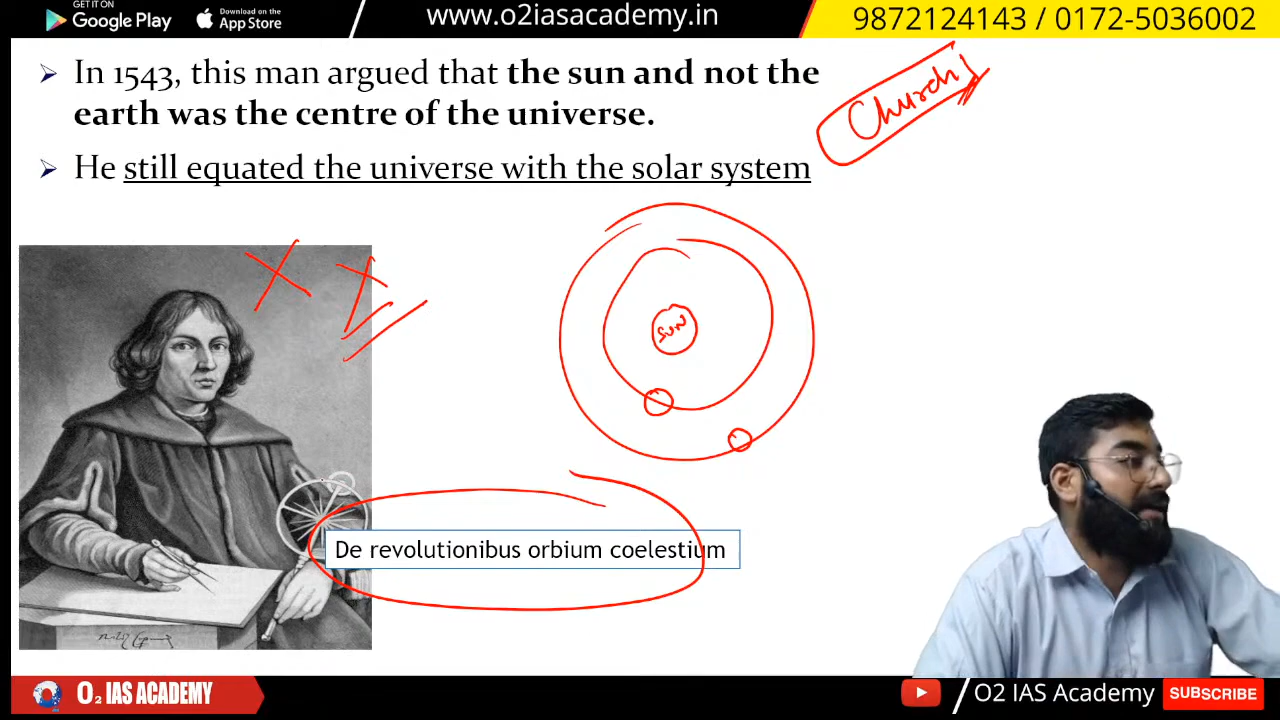 GET IT ON
Google Play
Download on the
App Store
www.o2iasacademy.in
9872124143 / 0172-5036002
➢ In 1543, this man argued that the sun and not the
earth was the centre of the universe.
➢ He still equated the universe with the solar system
Church
SUN
De revolutionibus orbium coelestium
O2 IAS ACADEMY
O2 IAS Academy
SUBSCRIBE